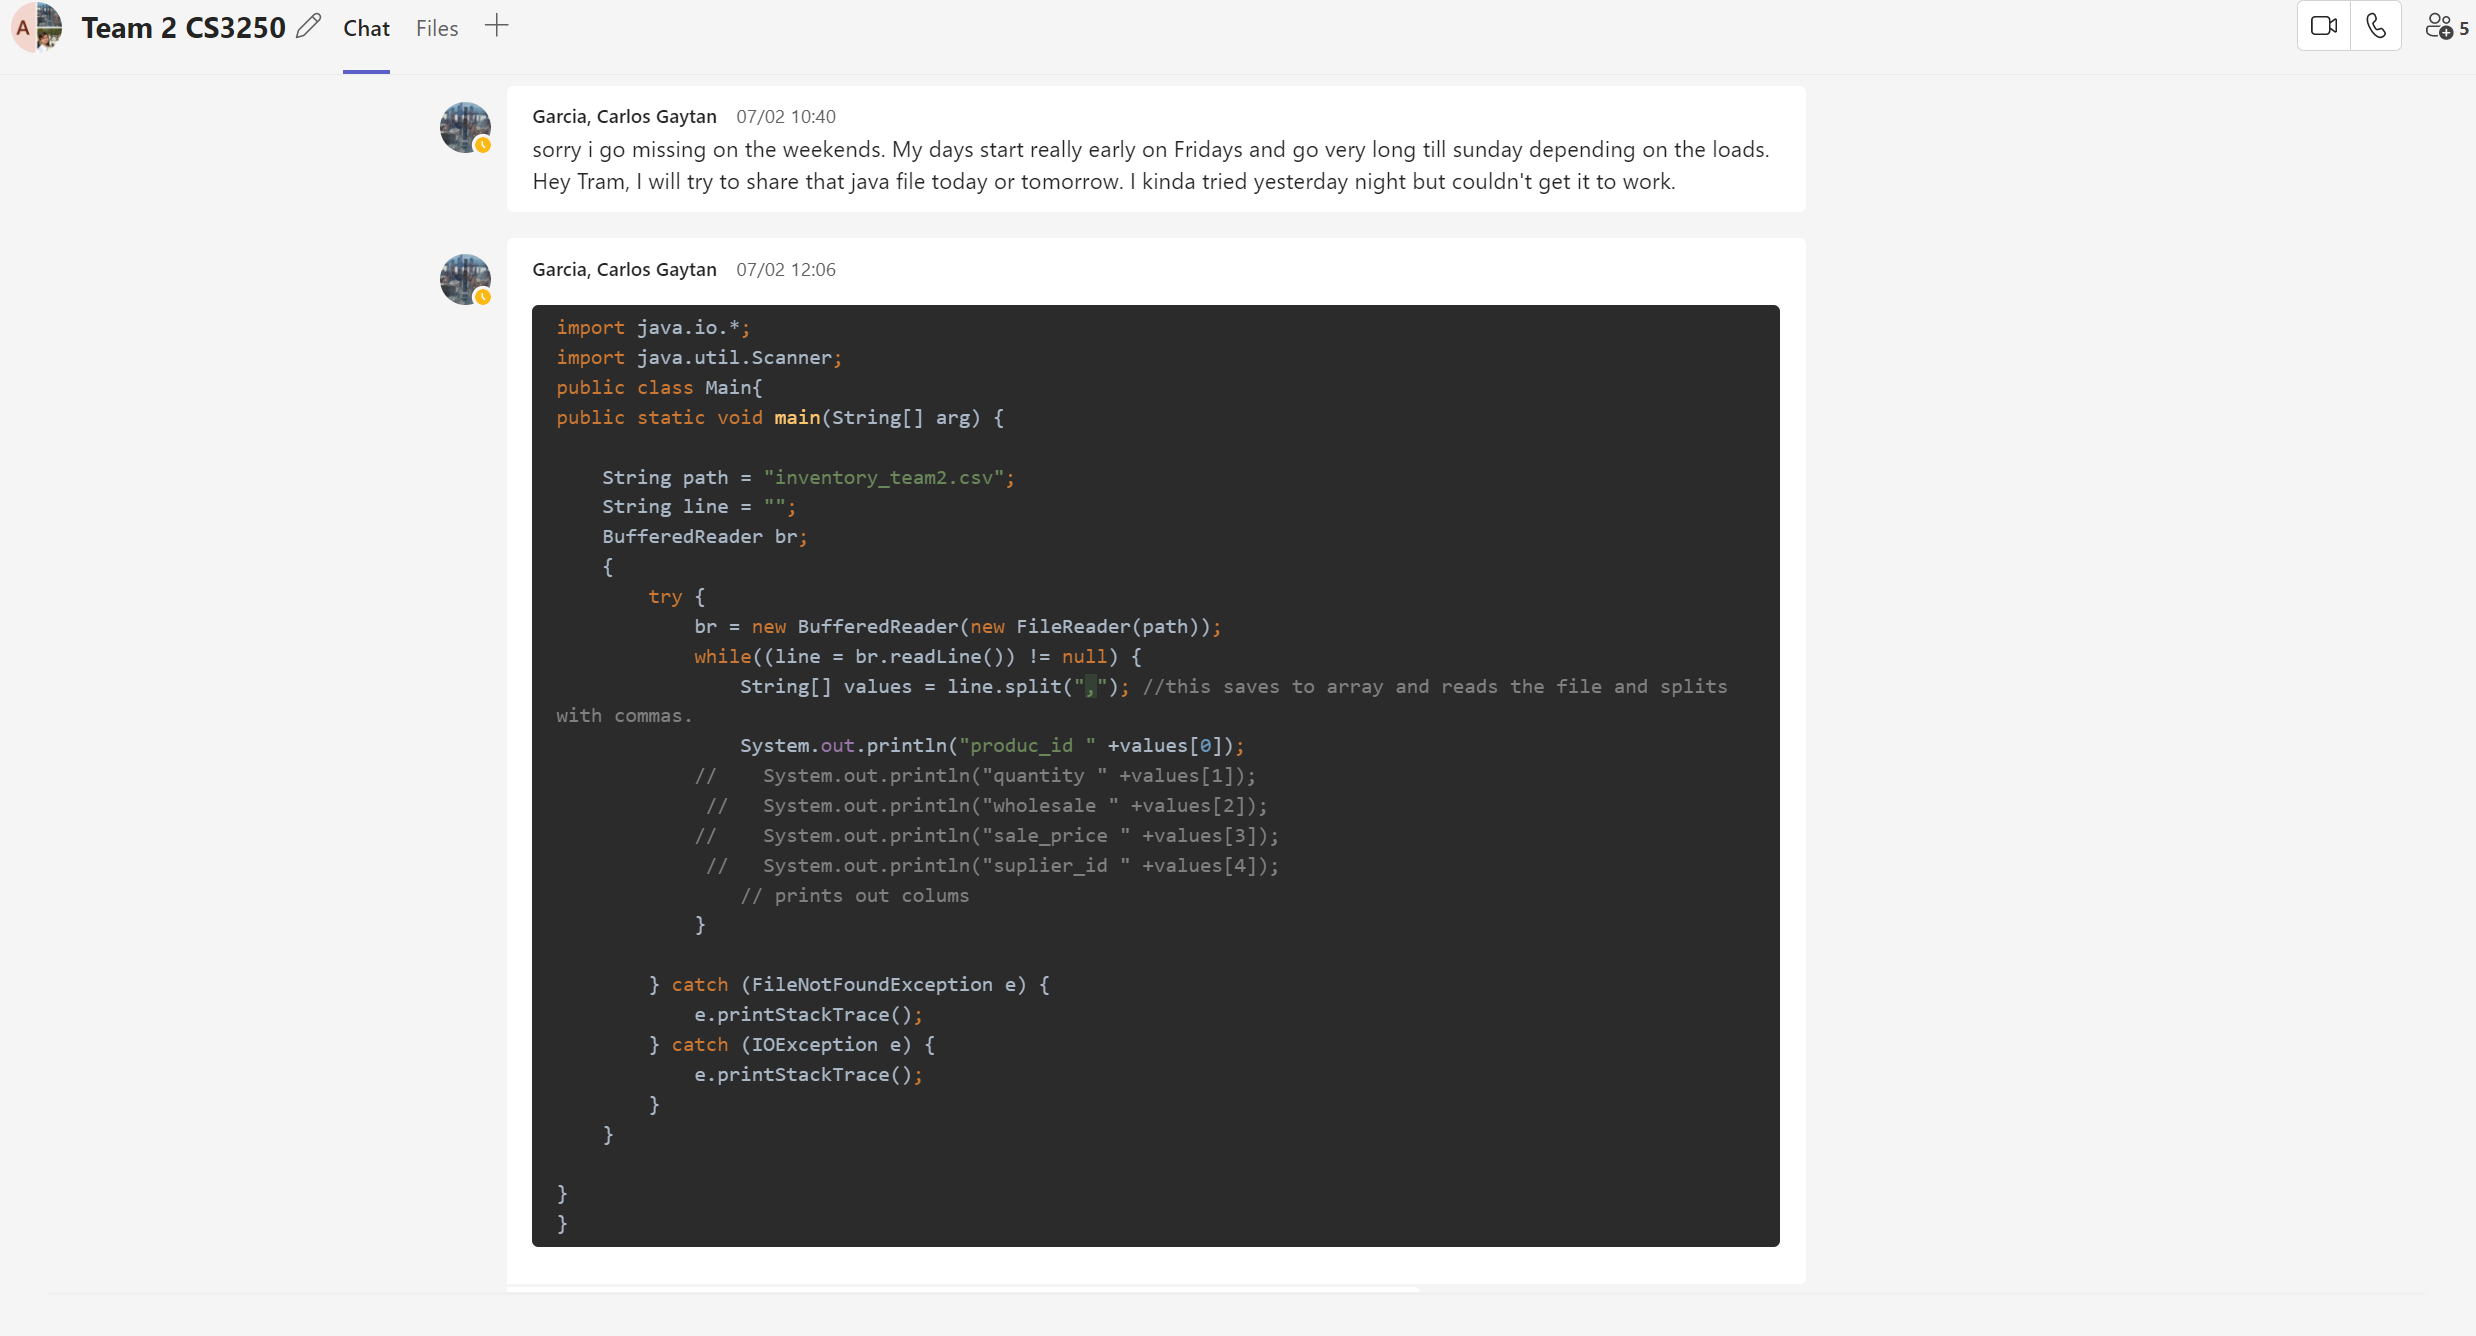 A Team 2 CS3250 Chat Files 5
Garcia, Carlos Gaytan 07/02 10:40
sorry i go missing on the weekends. My days start really early on Fridays and go very long till sunday depending on the loads.
Hey Tram, I will try to share that java file today or tomorrow. I kinda tried yesterday night but couldn't get it to work.
Garcia, Carlos Gaytan 07/02 12:06
import java.io.*;
import java.util.Scanner;
public class Main{
public static void main(String[] arg) {
    String path = "inventory_team2.csv";
    String line = "";
    BufferedReader br;
    {
        try {
            br = new BufferedReader(new FileReader(path));
            while((line = br.readLine()) != null) {
                String[] values = line.split(","); //this saves to array and reads the file and splits
with commas.
                System.out.println("produc_id " +values[0]);
            //    System.out.println("quantity " +values[1]);
             //   System.out.println("wholesale " +values[2]);
            //    System.out.println("sale_price " +values[3]);
             //   System.out.println("suplier_id " +values[4]);
                // prints out colums
            }
        } catch (FileNotFoundException e) {
            e.printStackTrace();
        } catch (IOException e) {
            e.printStackTrace();
        }
    }
}
}